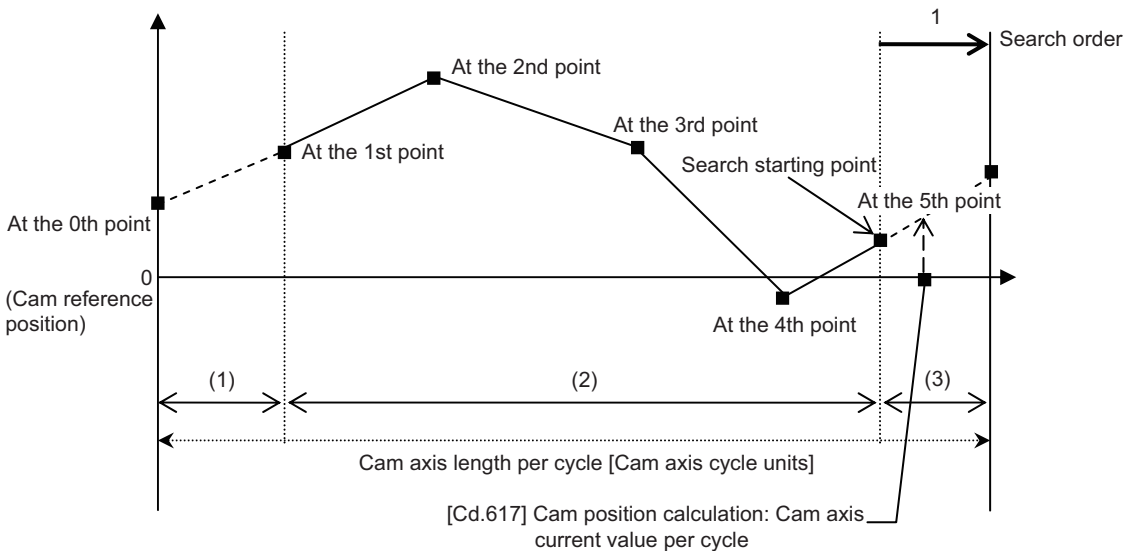 1
Search order
At the 2nd point
At the 3rd point
At the 1st point
Search starting point
At the 5th point
At the 0th point
0
(Cam reference
position)
At the 4th point
(1)
(2)
(3)
Cam axis length per cycle [Cam axis cycle units]
[Cd.617] Cam position calculation: Cam axis
current value per cycle